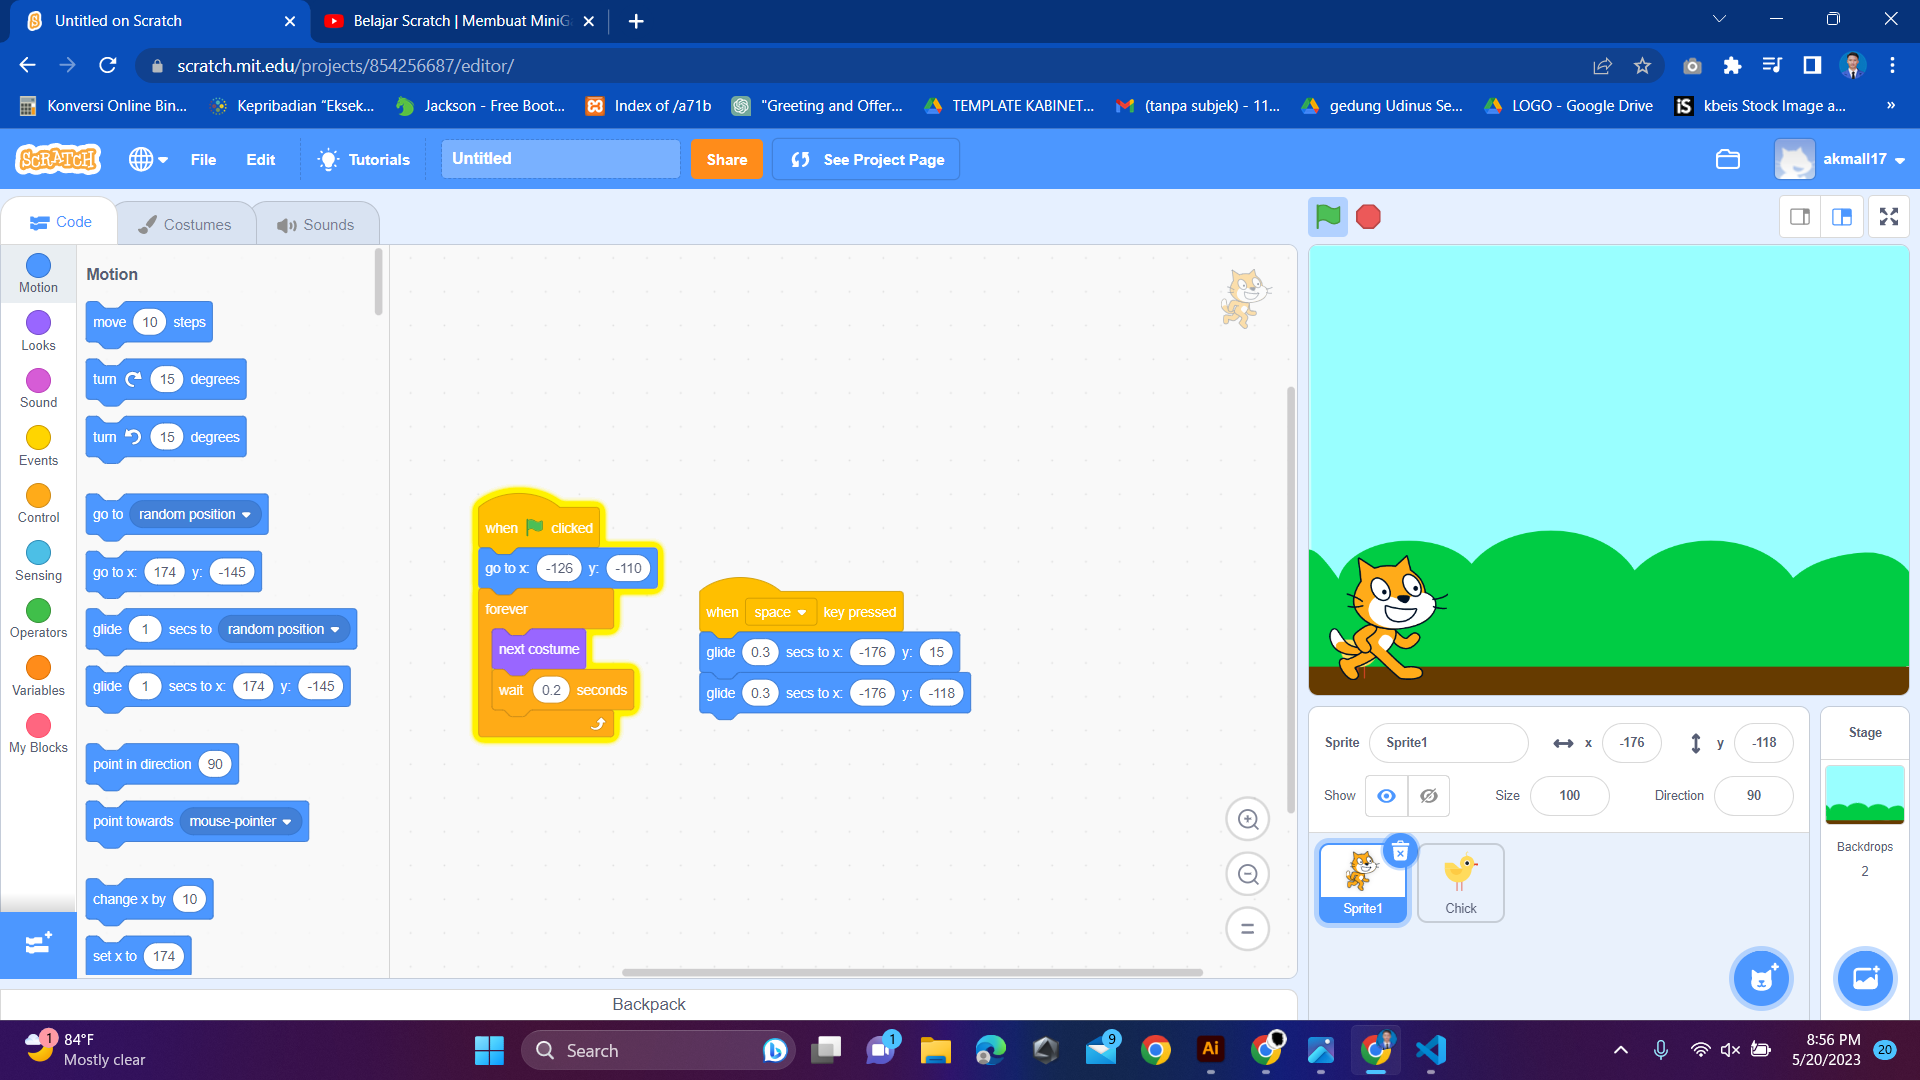 Untitled on Scratch
Belajar Scratch | Membuat MiniG
scratch.mit.edu/projects/854256687/editor/
Konversi Online Bin...
Kepribadian “Eksek...
Jackson - Free Boot...
Index of /a71b
"Greeting and Offer...
TEMPLATE KABINET...
(tanpa subjek) - 11...
gedung Udinus Se...
LOGO - Google Drive
iS
kbeis Stock Image a...
»
SCRATCH
File
Edit
Tutorials
Untitled
Share
See Project Page
akmall17
Code
Costumes
Sounds
Motion
Looks
Sound
Events
Control
Sensing
Operators
Variables
My Blocks
Motion
move 10 steps
turn 15 degrees
turn 15 degrees
go to random position
go to x: 174 y: -145
glide 1 secs to random position
glide 1 secs to x: 174 y: -145
point in direction 90
point towards mouse-pointer
change x by 10
set x to 174
when clicked
go to x: -126 y: -110
forever
next costume
wait 0.2 seconds
when space key pressed
glide 0.3 secs to x: -176 y: 15
glide 0.3 secs to x: -176 y: -118
Sprite Sprite1 x -176 y -118
Show Size 100 Direction 90
Sprite1
Chick
Stage
Backdrops
2
Backpack
1
84°F
Mostly clear
Search
1
9
Ai
8:56 PM
5/20/2023
20